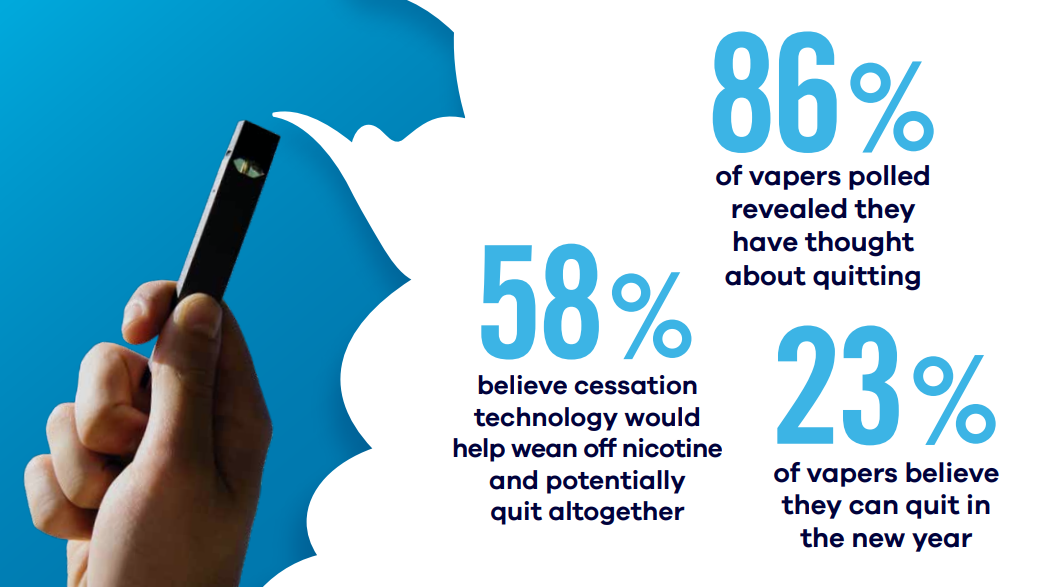 86%
of vapers polled
revealed they
have thought
about quitting
58%
believe cessation
technology would
help wean off nicotine
and potentially
quit altogether
23%
of vapers believe
they can quit in
the new year